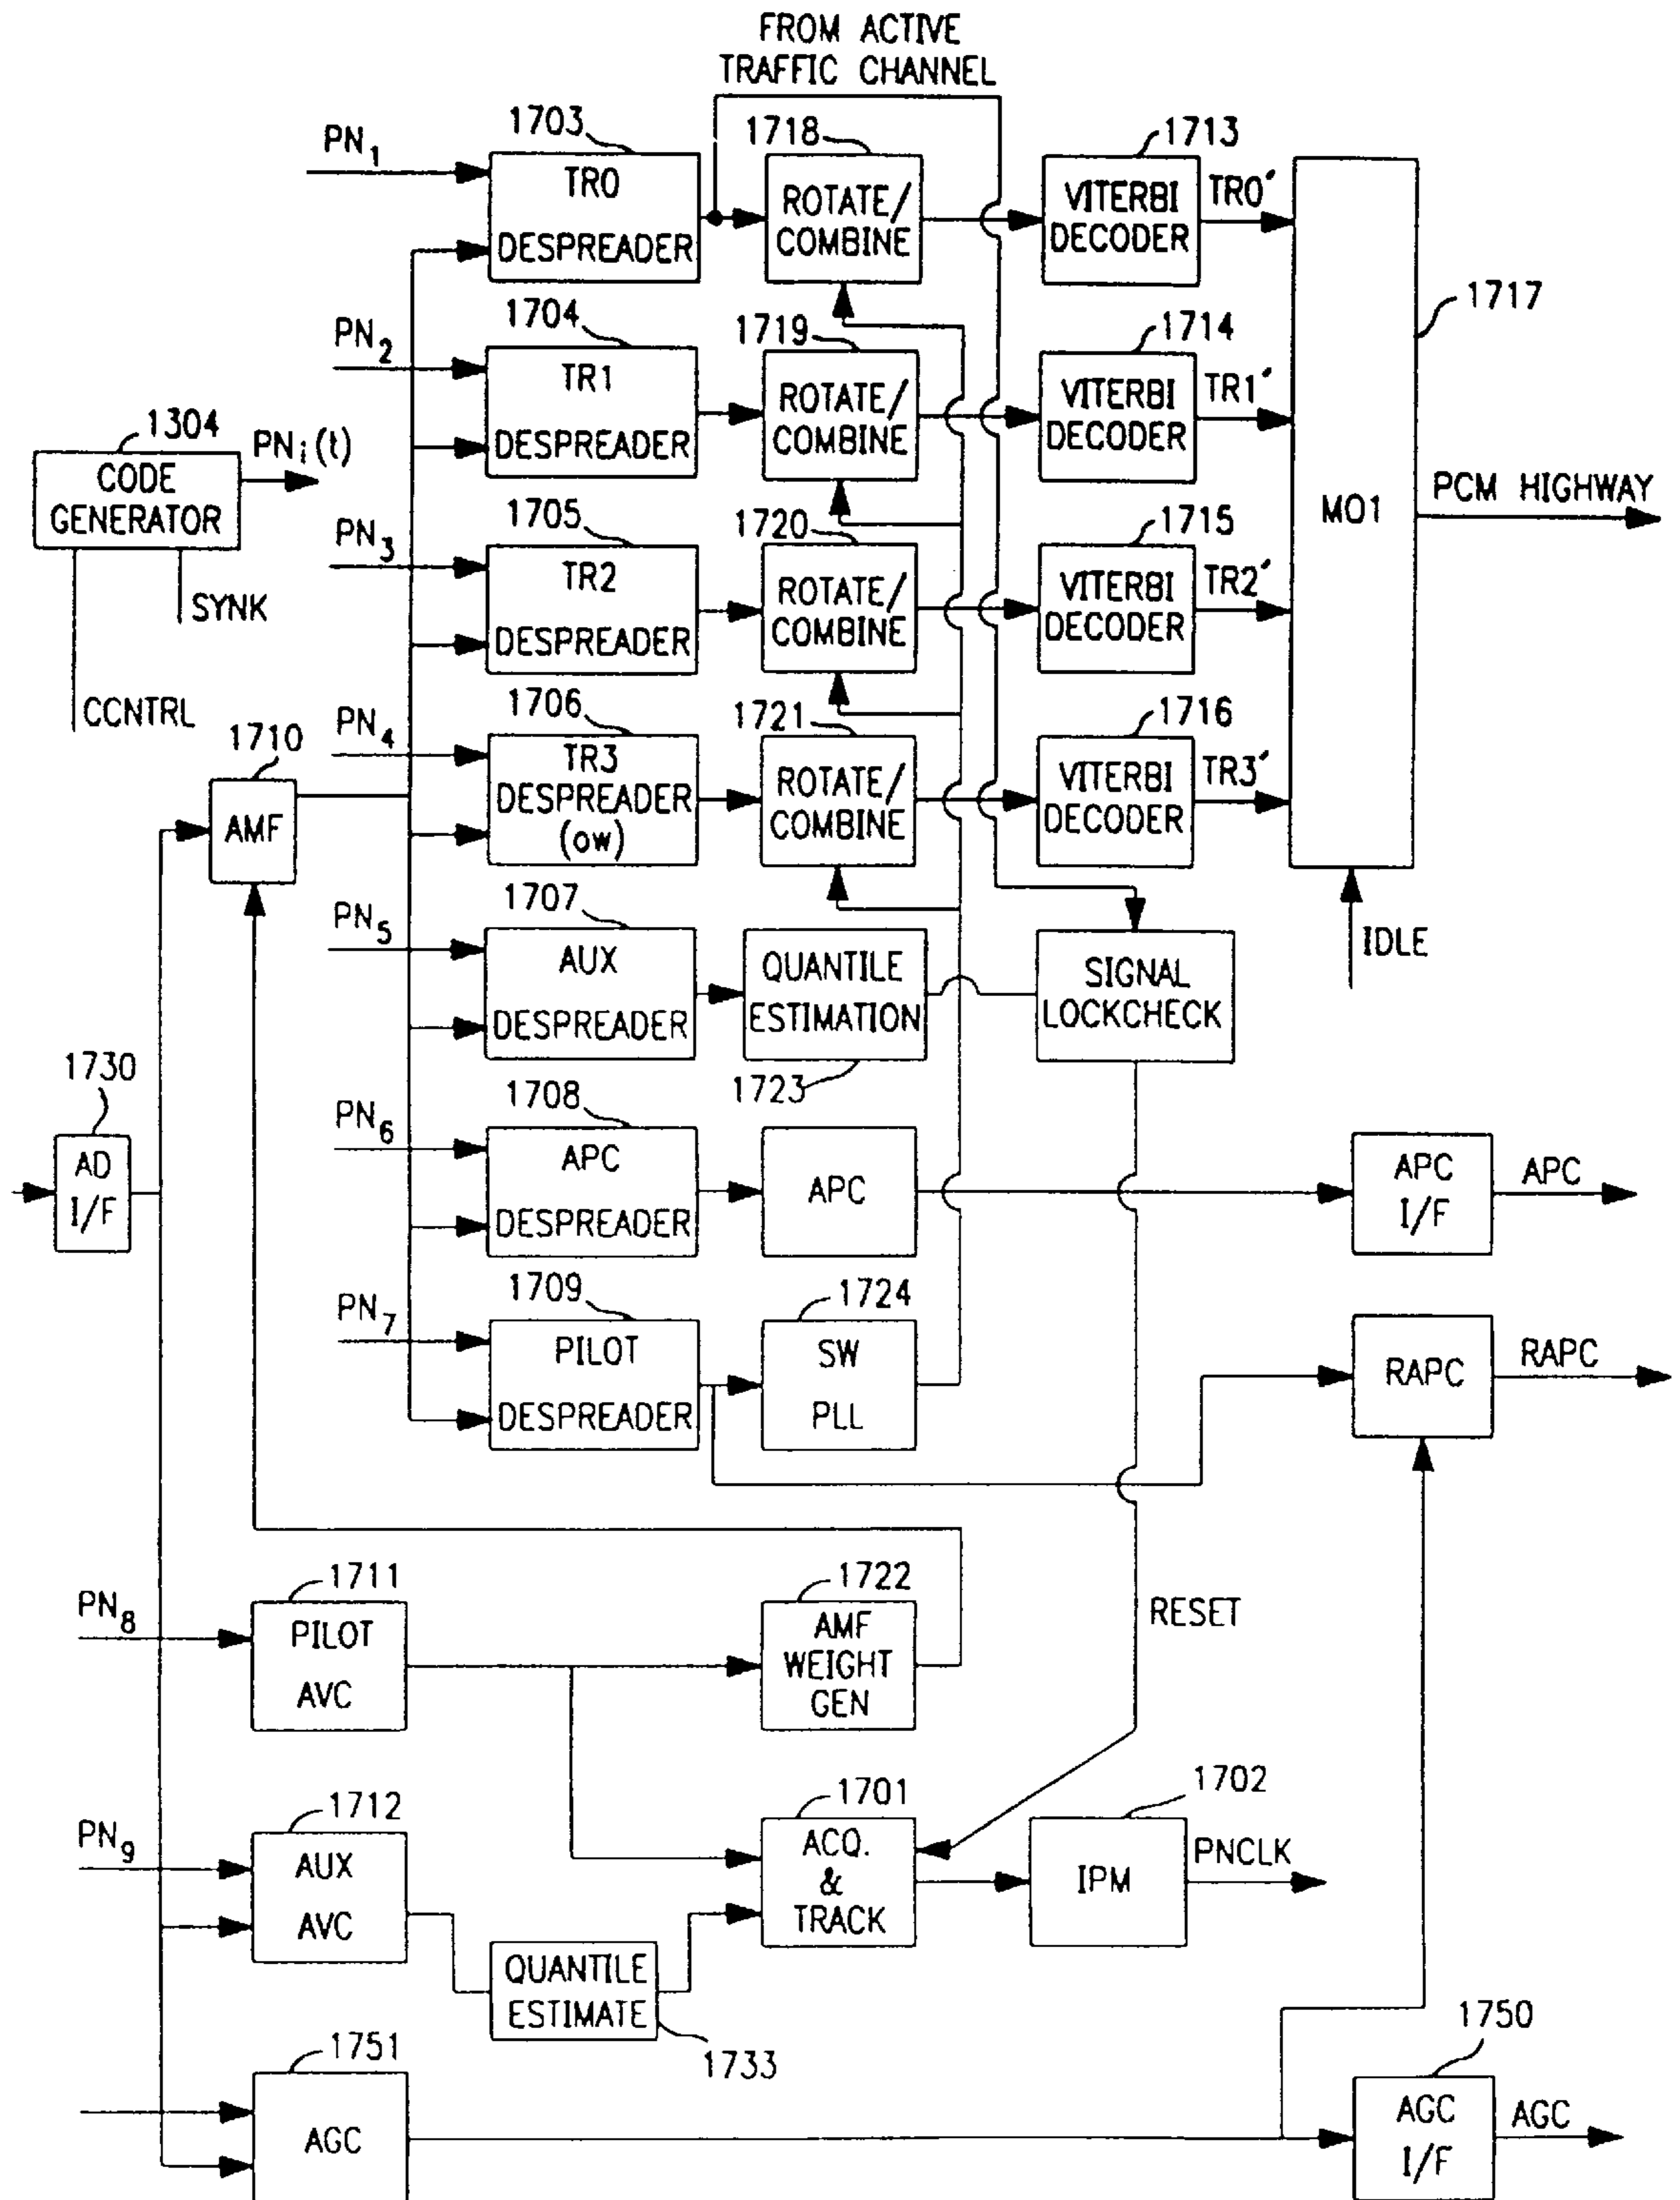 FROM ACTIVE
TRAFFIC CHANNEL
PN1
1703
TR0
DESPREADER
1718
ROTATE/
COMBINE
1713
VITERBI
DECODER
TR0′
M01
1717
PCM HIGHWAY
IDLE
PN2
1704
TR1
DESPREADER
1719
ROTATE/
COMBINE
1714
VITERBI
DECODER
TR1′
1304
CODE
GENERATOR
PNi(t)
SYNK
CCNTRL
PN3
1705
TR2
DESPREADER
1720
ROTATE/
COMBINE
1715
VITERBI
DECODER
TR2′
PN4
1706
TR3
DESPREADER
(ow)
1721
ROTATE/
COMBINE
1716
VITERBI
DECODER
TR3′
1710
AMF
PN5
1707
AUX
DESPREADER
QUANTILE
ESTIMATION
1723
SIGNAL
LOCKCHECK
1730
AD
I/F
PN6
1708
APC
DESPREADER
APC
APC
I/F
APC
PN7
1709
PILOT
DESPREADER
1724
SW
PLL
RAPC
RAPC
PN8
1711
PILOT
AVC
1722
AMF
WEIGHT
GEN
RESET
PN9
1712
AUX
AVC
QUANTILE
ESTIMATE
1733
1701
ACQ.
&
TRACK
1702
IPM
PNCLK
1751
AGC
1750
AGC
I/F
AGC